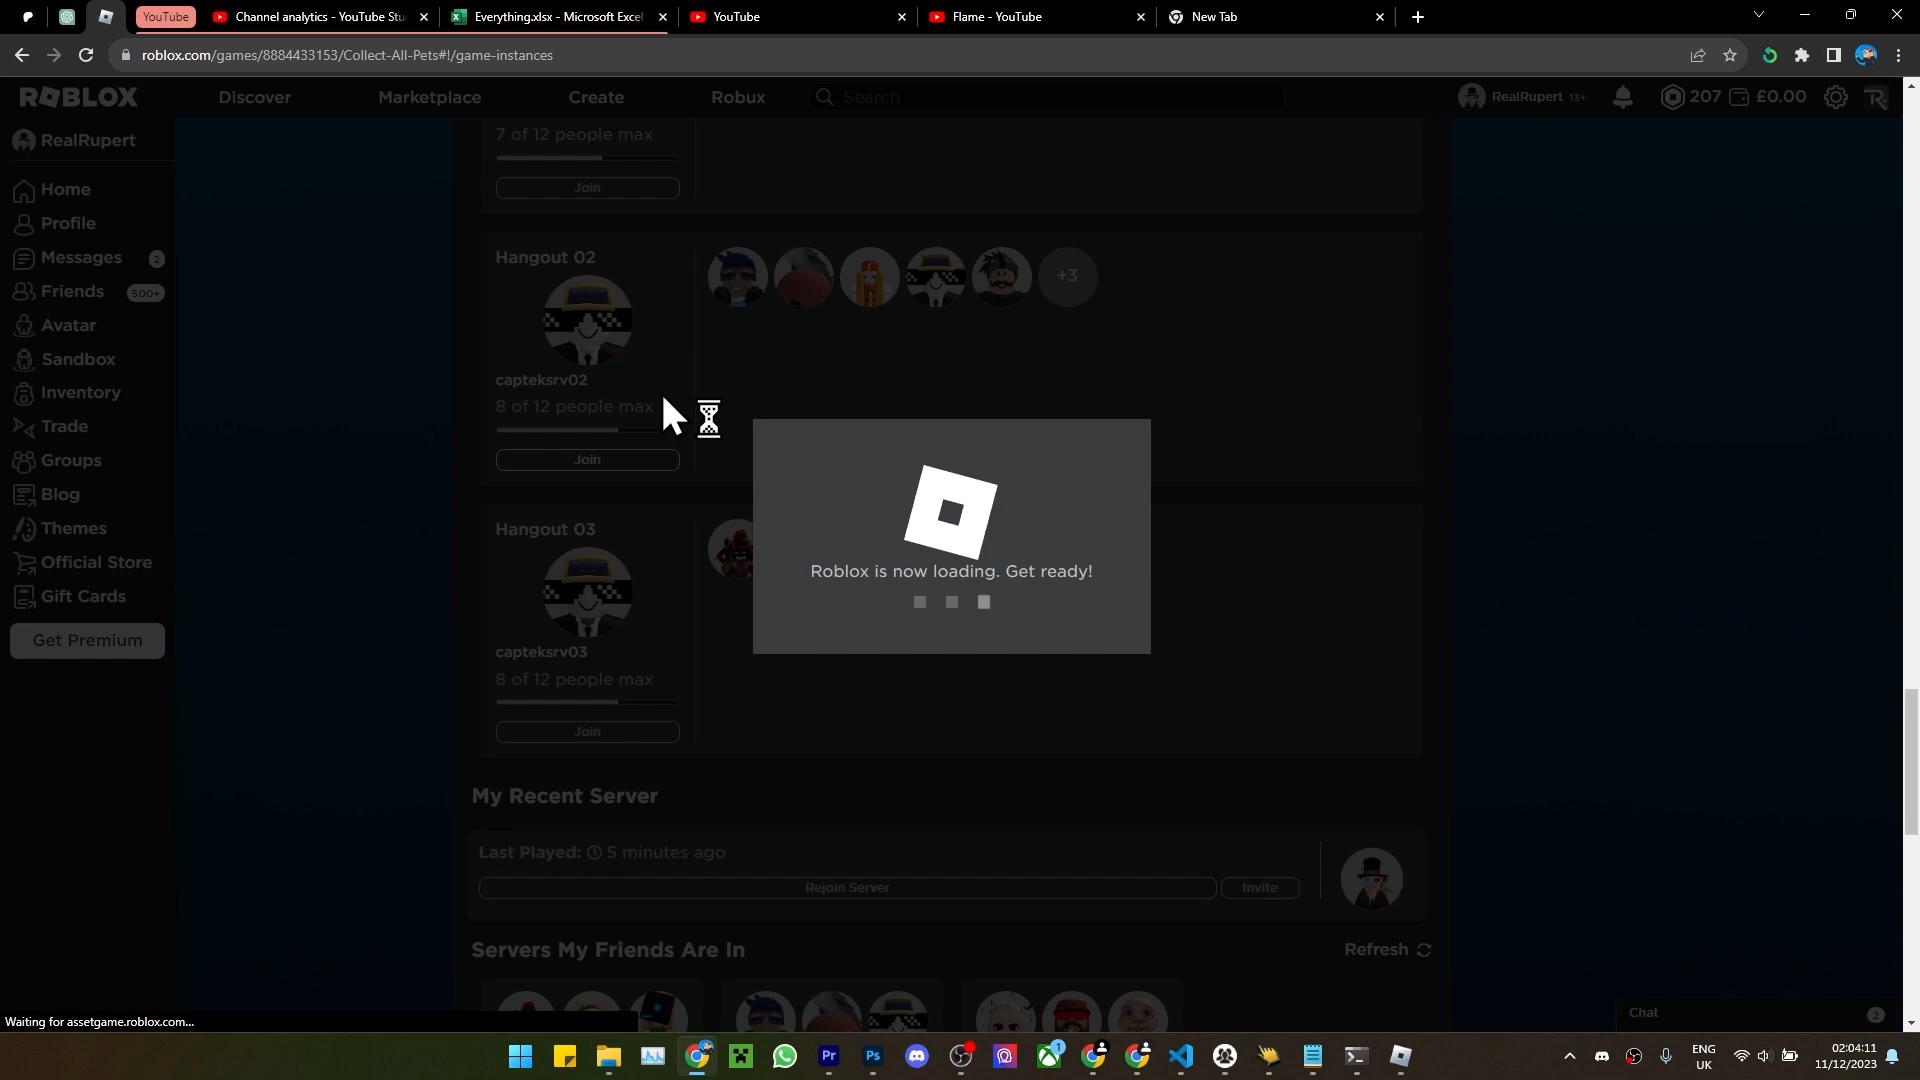 YouTube
Channel analytics - YouTube Stu
Everything.xlsx - Microsoft Excel
YouTube
Flame - YouTube
New Tab
roblox.com/games/8884433153/Collect-All-Pets#!/game-instances
ROBLOX
Discover
Marketplace
Create
Robux
Search
RealRupert 13+
207
£0.00
RealRupert
Home
Profile
Messages 2
Friends 500+
Avatar
Sandbox
Inventory
Trade
Groups
Blog
Themes
Official Store
Gift Cards
Get Premium
7 of 12 people max
Join
Hangout 02
+3
capteksrv02
8 of 12 people max
Join
Hangout 03
capteksrv03
8 of 12 people max
Join
Roblox is now loading. Get ready!
My Recent Server
Last Played: 5 minutes ago
Rejoin Server
Invite
Servers My Friends Are In
Refresh
Chat 2
Waiting for assetgame.roblox.com...
Pr
Ps
1
ENG
UK
02:04:11
11/12/2023